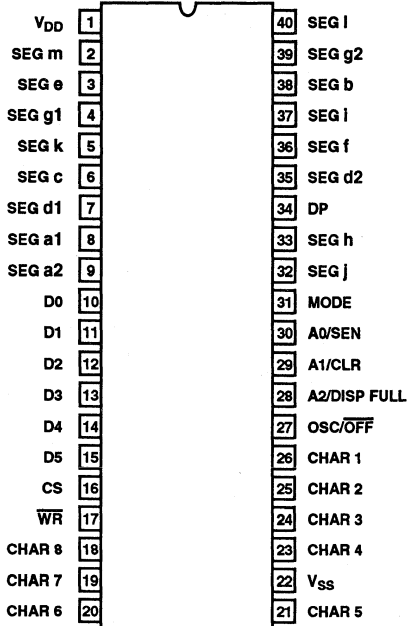 VDD 1 40 SEG l
SEG m 2 39 SEG g2
SEG e 3 38 SEG b
SEG g1 4 37 SEG i
SEG k 5 36 SEG f
SEG c 6 35 SEG d2
SEG d1 7 34 DP
SEG a1 8 33 SEG h
SEG a2 9 32 SEG j
D0 10 31 MODE
D1 11 30 A0/SEN
D2 12 29 A1/CLR
D3 13 28 A2/DISP FULL
D4 14 27 OSC/O̅F̅F̅
D5 15 26 CHAR 1
CS 16 25 CHAR 2
W̅R̅ 17 24 CHAR 3
CHAR 8 18 23 CHAR 4
CHAR 7 19 22 VSS
CHAR 6 20 21 CHAR 5